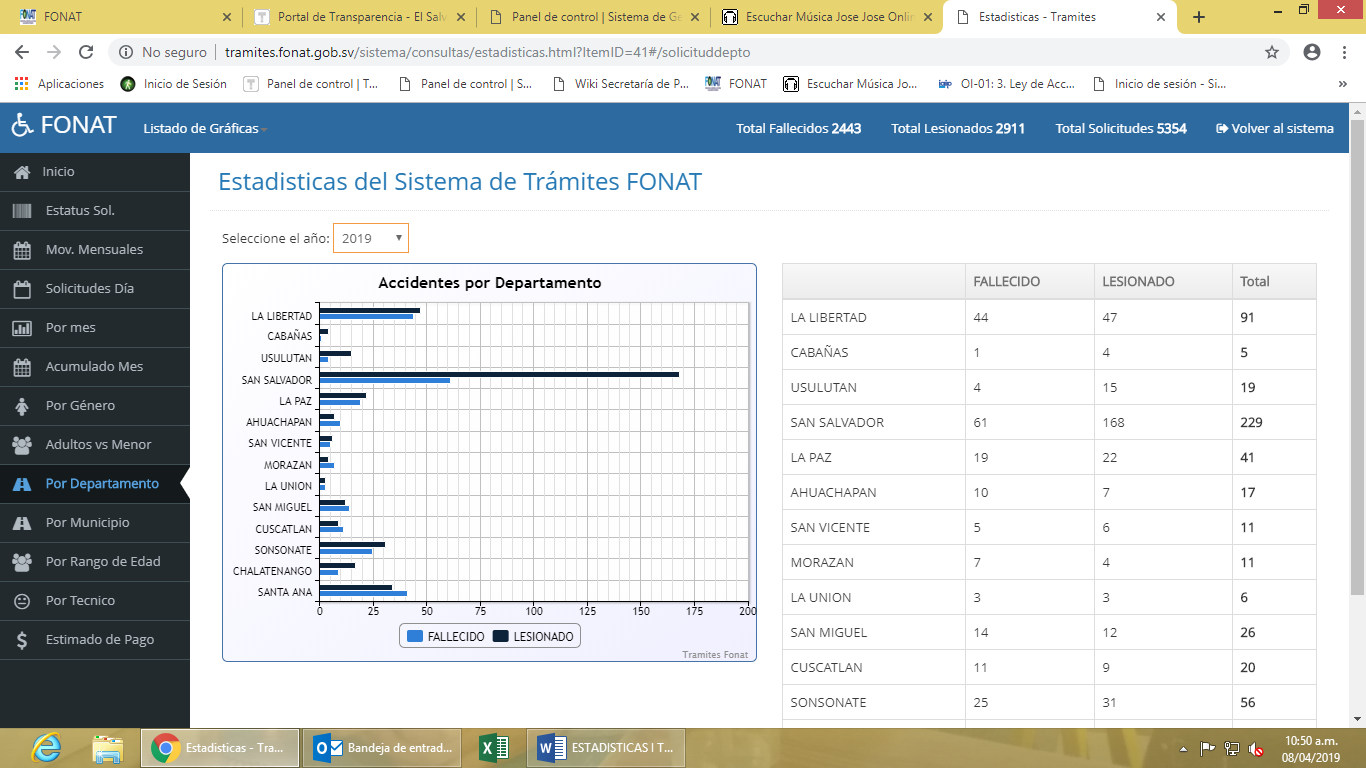 FONAT
Portal de Transparencia - El Salv
Panel de control | Sistema de Ge
Escuchar Música Jose Jose Onlin
Estadisticas - Tramites
No seguro | tramites.fonat.gob.sv/sistema/consultas/estadisticas.html?ItemID=41#/solicituddepto
Aplicaciones
Inicio de Sesión
Panel de control | T...
Panel de control | S...
Wiki Secretaría de P...
FONAT
Escuchar Música Jo...
OI-01: 3. Ley de Acc...
Inicio de sesión - Si...
»
FONAT
Listado de Gráficas
Total Fallecidos 2443
Total Lesionados 2911
Total Solicitudes 5354
Volver al sistema
Inicio
Estatus Sol.
Mov. Mensuales
Solicitudes Día
Por mes
Acumulado Mes
Por Género
Adultos vs Menor
Por Departamento
Por Municipio
Por Rango de Edad
Por Tecnico
Estimado de Pago
Estadisticas del Sistema de Trámites FONAT
Seleccione el año: 2019
Accidentes por Departamento
LA LIBERTAD
CABAÑAS
USULUTAN
SAN SALVADOR
LA PAZ
AHUACHAPAN
SAN VICENTE
MORAZAN
LA UNION
SAN MIGUEL
CUSCATLAN
SONSONATE
CHALATENANGO
SANTA ANA
0 25 50 75 100 125 150 175 200
FALLECIDO LESIONADO
Tramites Fonat
FALLECIDO LESIONADO Total
LA LIBERTAD 44 47 91
CABAÑAS 1 4 5
USULUTAN 4 15 19
SAN SALVADOR 61 168 229
LA PAZ 19 22 41
AHUACHAPAN 10 7 17
SAN VICENTE 5 6 11
MORAZAN 7 4 11
LA UNION 3 3 6
SAN MIGUEL 14 12 26
CUSCATLAN 11 9 20
SONSONATE 25 31 56
Estadisticas - Tra...
Bandeja de entrad...
ESTADISTICAS I T...
10:50 a.m.
08/04/2019